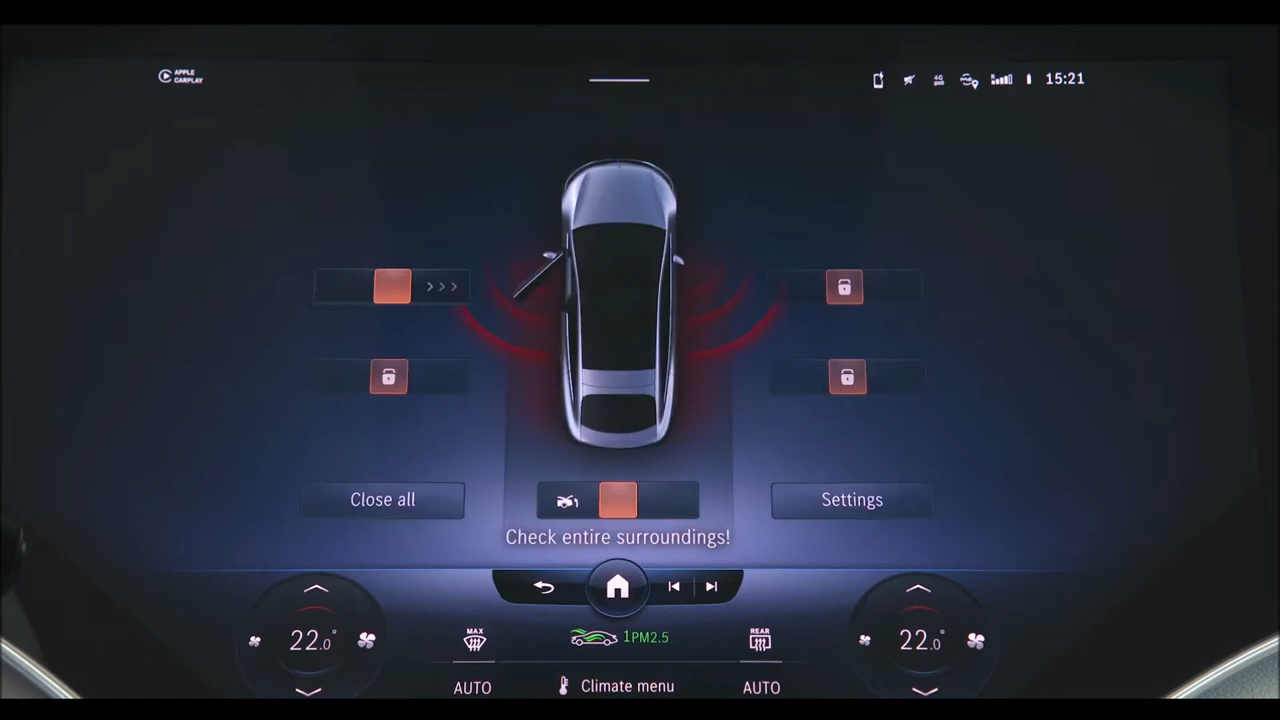 APPLE
CARPLAY
4G
15:21
Close all
Settings
Check entire surroundings!
22.0°
MAX
1PM2.5
REAR
22.0°
AUTO
Climate menu
AUTO